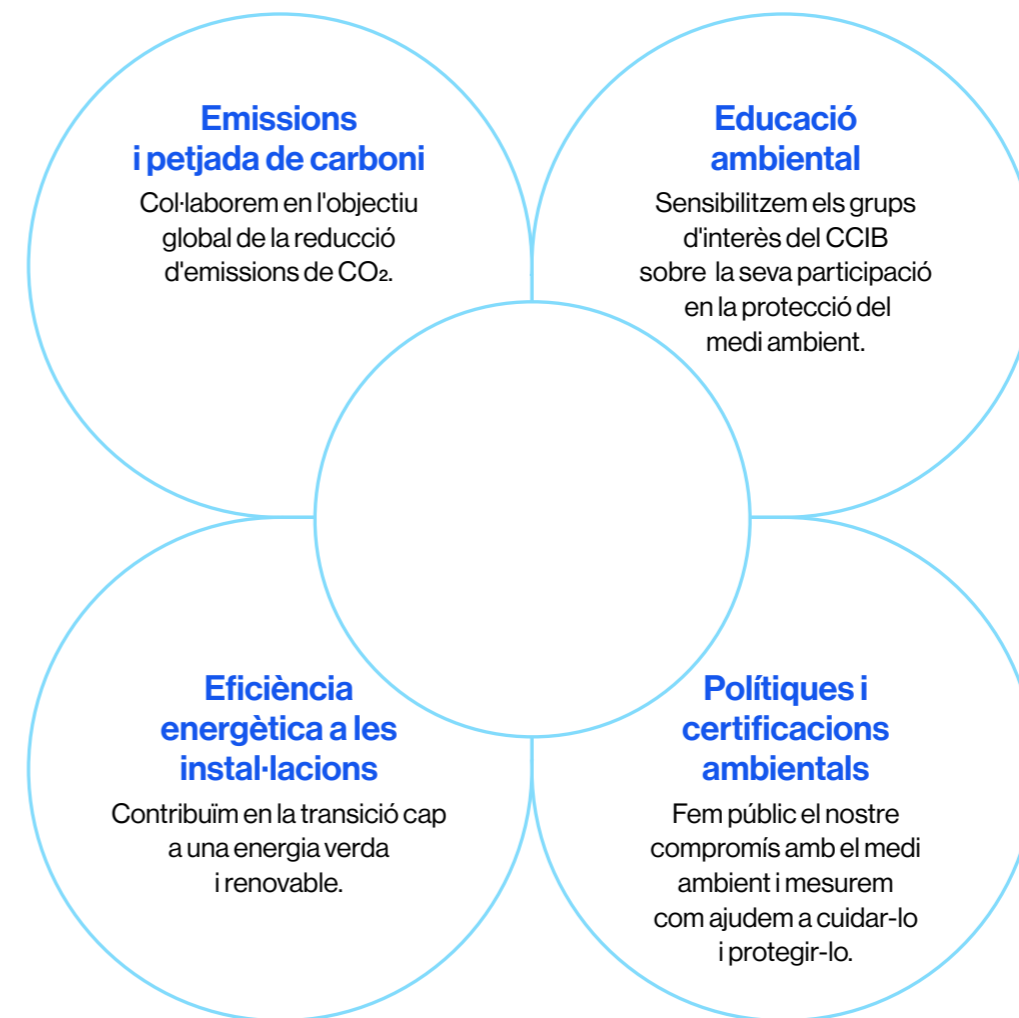 Emissions
i petjada de carboni
Col·laborem en l'objectiu
global de la reducció
d'emissions de CO₂.
Educació
ambiental
Sensibilitzem els grups
d'interès del CCIB
sobre  la seva participació
en la protecció del
medi ambient.
Eficiència
energètica a les
instal·lacions
Contribuïm en la transició cap
a una energia verda
i renovable.
Polítiques i
certificacions
ambientals
Fem públic el nostre
compromís amb el medi
ambient i mesurem
com ajudem a cuidar-lo
i protegir-lo.